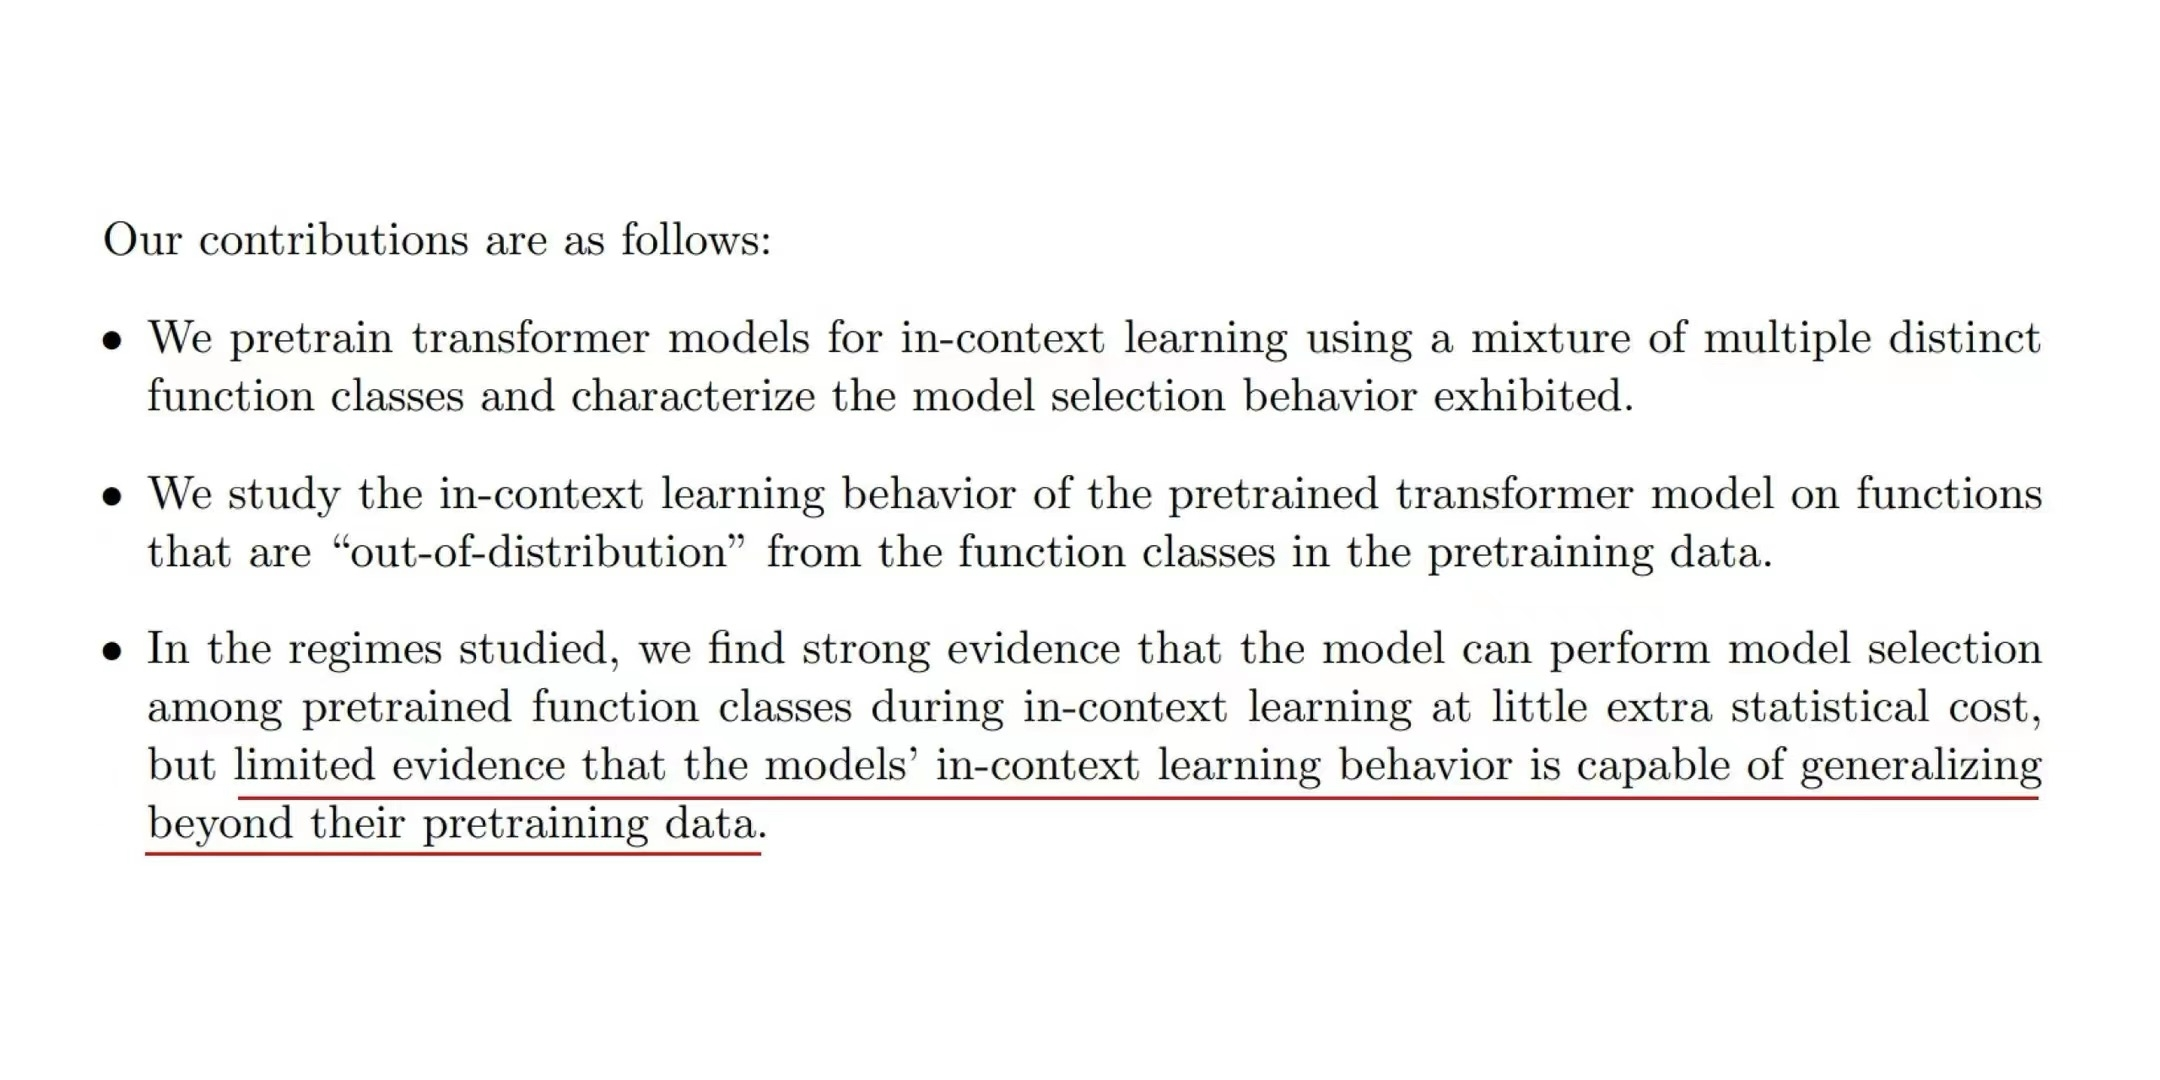 Our contributions are as follows:
• We pretrain transformer models for in-context learning using a mixture of multiple distinct
function classes and characterize the model selection behavior exhibited.
• We study the in-context learning behavior of the pretrained transformer model on functions
that are “out-of-distribution” from the function classes in the pretraining data.
• In the regimes studied, we find strong evidence that the model can perform model selection
among pretrained function classes during in-context learning at little extra statistical cost,
but limited evidence that the models’ in-context learning behavior is capable of generalizing
beyond their pretraining data.